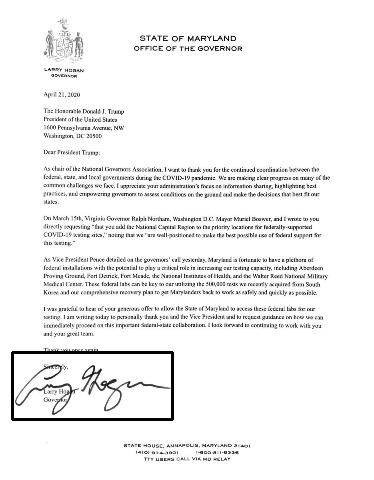 STATE OF MARYLAND
OFFICE OF THE GOVERNOR
LARRY HOGAN
GOVERNOR
April 21, 2020
The Honorable Donald J. Trump
President of the United States
1600 Pennsylvania Avenue, NW
Washington, DC 20500
Dear President Trump:
As chair of the National Governors Association, I want to thank you for the continued coordination between the
federal, state, and local governments during the COVID-19 pandemic. We are making clear progress on many of the
common challenges we face. I appreciate your administration's focus on information sharing, highlighting best
practices, and empowering governors to assess conditions on the ground and make the decisions that best fit our
states.
On March 15th, Virginia Governor Ralph Northam, Washington D.C. Mayor Muriel Bowser, and I wrote to you
directly requesting "that you add the National Capital Region to the priority locations for federally-supported
COVID-19 testing sites," noting that we "are well-positioned to make the best possible use of federal support for
this testing."
As Vice President Pence detailed on the governors' call yesterday, Maryland is fortunate to have a plethora of
federal installations with the potential to play a critical role in increasing our testing capacity, including Aberdeen
Proving Ground, Fort Detrick, Fort Meade, the National Institutes of Health, and the Walter Reed National Military
Medical Center. These federal labs can be key to our utilizing the 500,000 tests we recently acquired from South
Korea and our comprehensive recovery plan to get Marylanders back to work as safely and quickly as possible.
I was grateful to hear of your generous offer to allow the State of Maryland to access these federal labs for our
testing. I am writing today to personally thank you and the Vice President and to request guidance on how we can
immediately proceed on this important federal-state collaboration. I look forward to continuing to work with you
and your great team.
Thank you once again.
Sincerely,
Larry Hogan
Governor
STATE HOUSE, ANNAPOLIS, MARYLAND 21401
(410) 974-3901 1-800-811-8336
TTY USERS CALL VIA MD RELAY